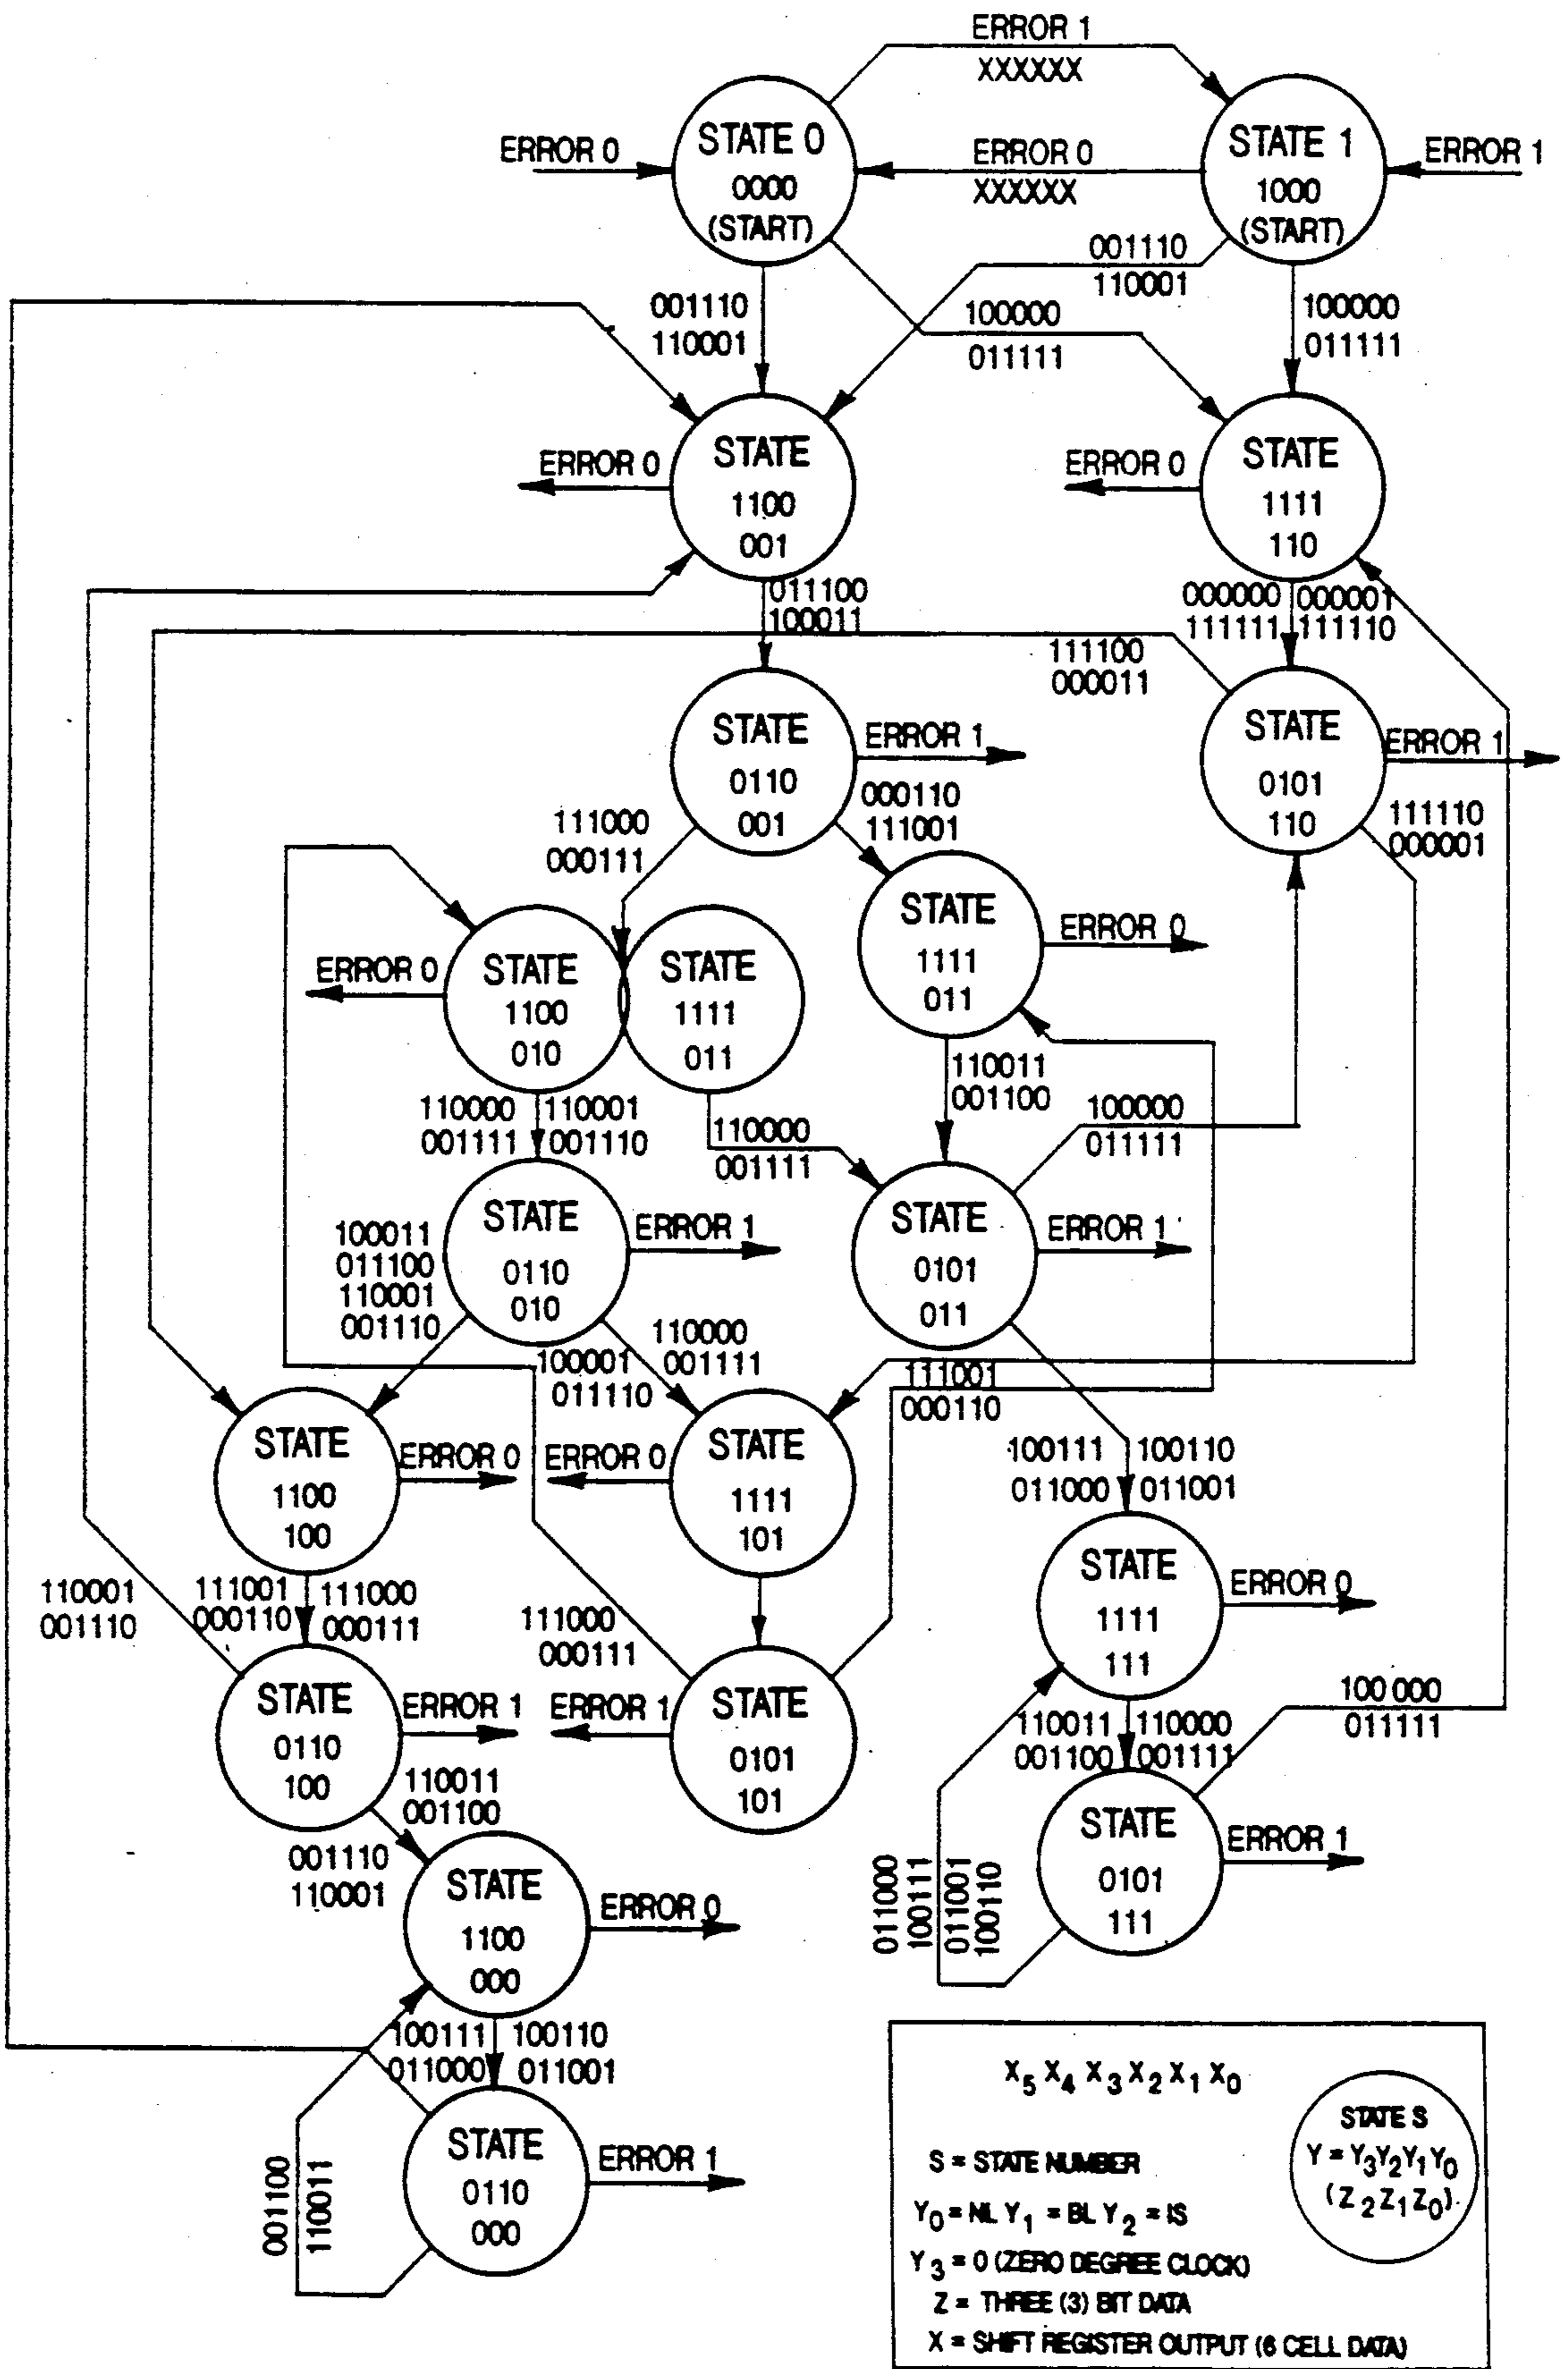 ERROR 1
XXXXXX
STATE 0
0000
(START)
STATE 1
1000
(START)
ERROR 0
ERROR 0
XXXXXX
ERROR 1
001110
110001
001110
110001
100000
011111
100000
011111
STATE
1100
001
ERROR 0
STATE
1111
110
ERROR 0
011100
100011
000000
111111
000001
111110
111100
000011
STATE
0110
001
ERROR 1
STATE
0101
110
ERROR 1
111000
000111
000110
111001
111110
000001
STATE
1100
010
ERROR 0
STATE
1111
011
STATE
1111
011
ERROR 0
110000
001111
110001
001110
110000
001111
110011
001100
100000
011111
STATE
0110
010
ERROR 1
STATE
0101
011
ERROR 1
100011
011100
110001
001110
100001
011110
110000
001111
111001
000110
100111
011000
100110
011001
STATE
1100
100
ERROR 0
ERROR 0
STATE
1111
101
110001
001110
111001
000110
111000
000111
111000
000111
STATE
1111
111
ERROR 0
STATE
0110
100
ERROR 1
ERROR 1
STATE
0101
101
110011
001100
110000
001111
100 000
011111
110011
001100
001110
110001
STATE
0101
111
ERROR 1
011000
100111
011001
100110
STATE
1100
000
ERROR 0
100111
011000
100110
011001
STATE
0110
000
ERROR 1
001100
110011
X5 X4 X3 X2 X1 X0
STATE S
Y = Y3Y2Y1Y0
(Z2Z1Z0).
S = STATE NUMBER
Y0 = NL Y1 = BL Y2 = IS
Y3 = 0 (ZERO DEGREE CLOCK)
Z = THREE (3) BIT DATA
X = SHIFT REGISTER OUTPUT (6 CELL DATA)